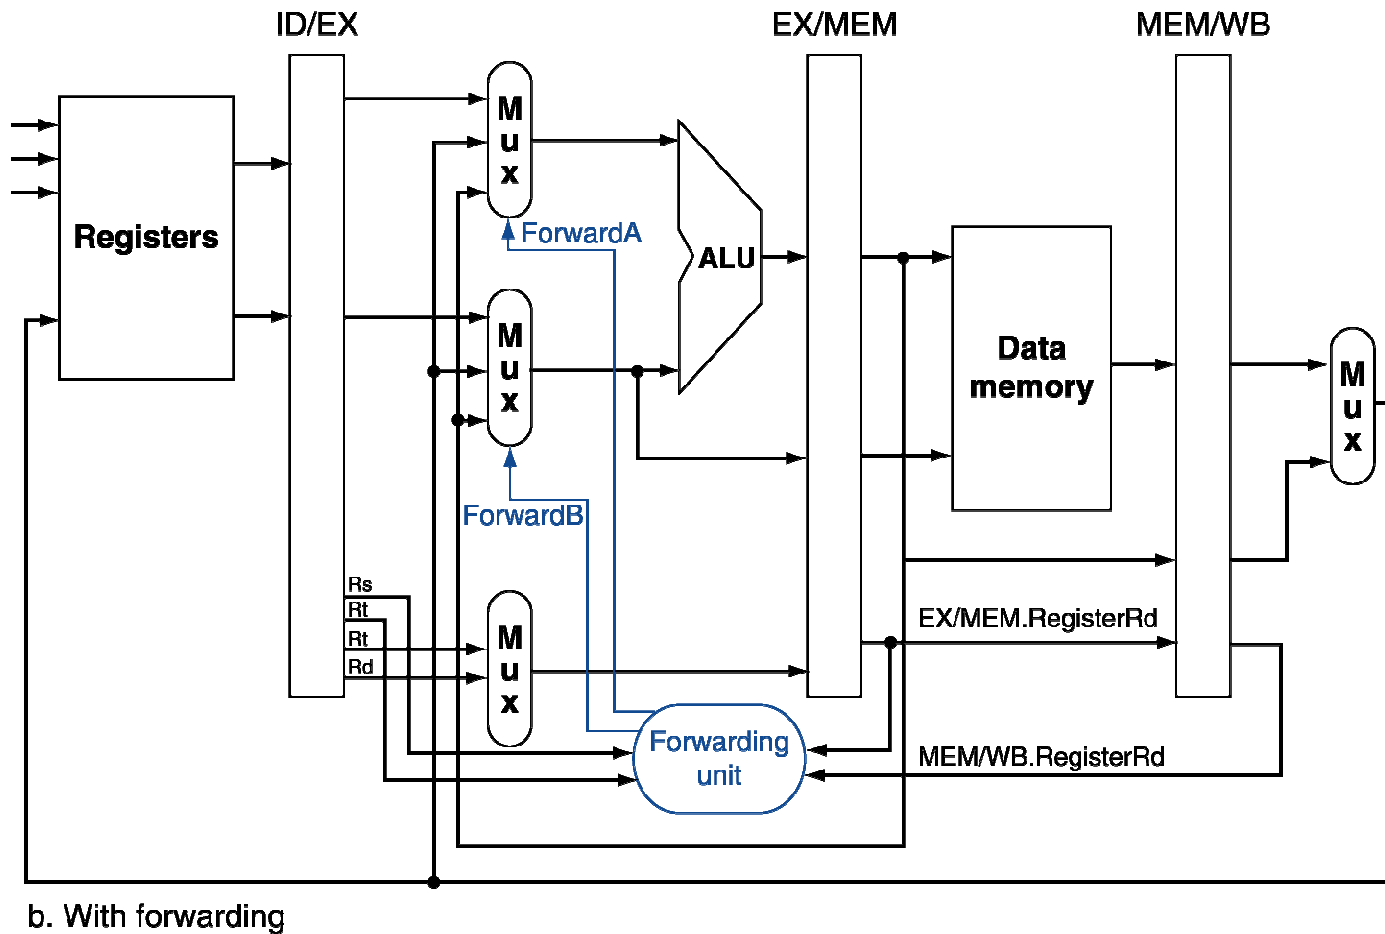 ID/EX
EX/MEM
MEM/WB
Registers
M
u
x
ForwardA
ALU
M
u
x
ForwardB
Data
memory
M
u
x
Rs
Rt
Rt
Rd
M
u
x
EX/MEM.RegisterRd
Forwarding
unit
MEM/WB.RegisterRd
b. With forwarding